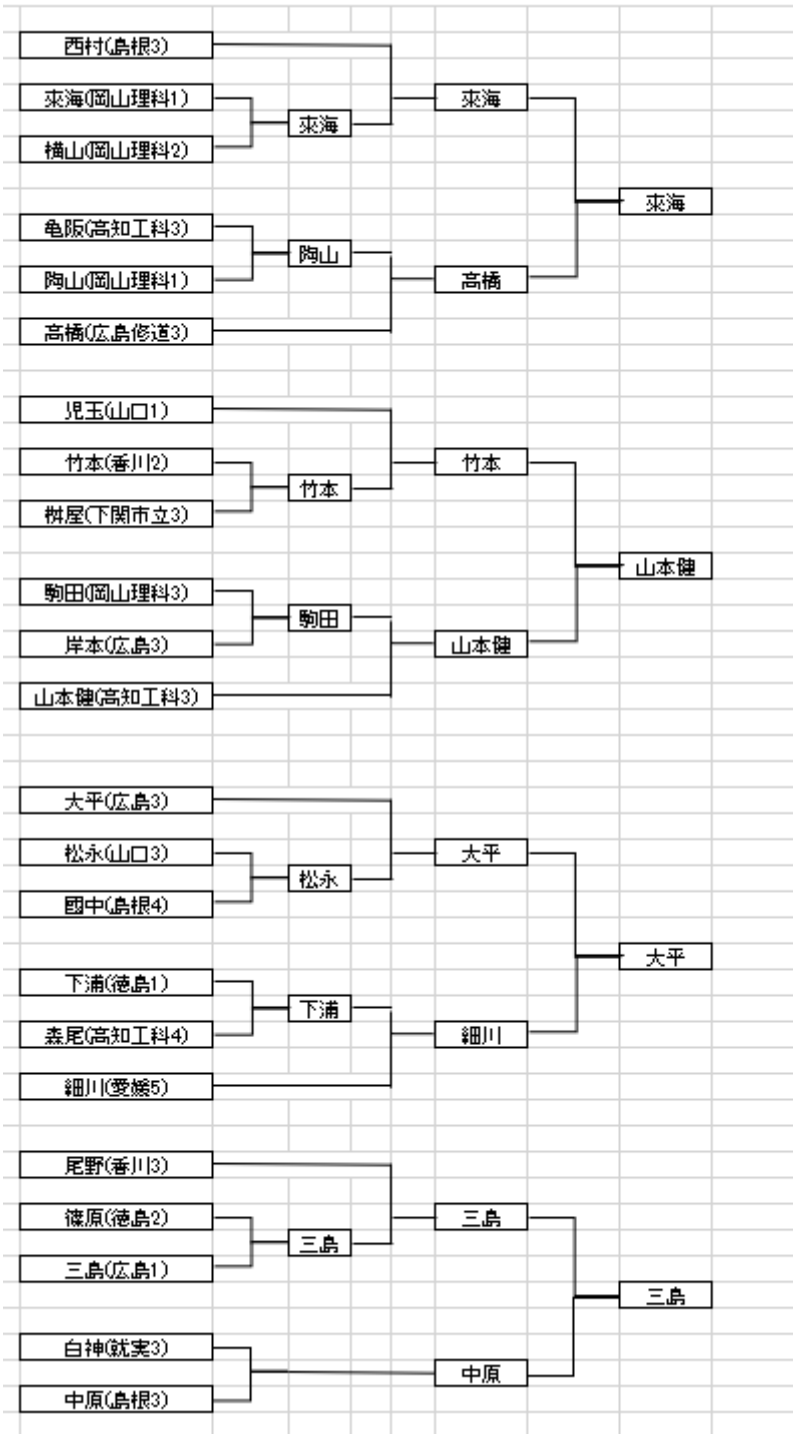 西村(島根3)
來海(岡山理科1)
來海
來海
横山(岡山理科2)
來海
亀阪(高知工科3)
陶山
陶山(岡山理科1)
高橋
高橋(広島修道3)
児玉(山口1)
竹本(香川2)
竹本
竹本
桝屋(下関市立3)
山本健
駒田(岡山理科3)
駒田
岸本(広島3)
山本健
山本健(高知工科3)
大平(広島3)
松永(山口3)
大平
松永
國中(島根4)
大平
下浦(徳島1)
下浦
森尾(高知工科4)
細川
細川(愛媛5)
尾野(香川3)
篠原(徳島2)
三島
三島
三島(広島1)
三島
白神(就実3)
中原
中原(島根3)